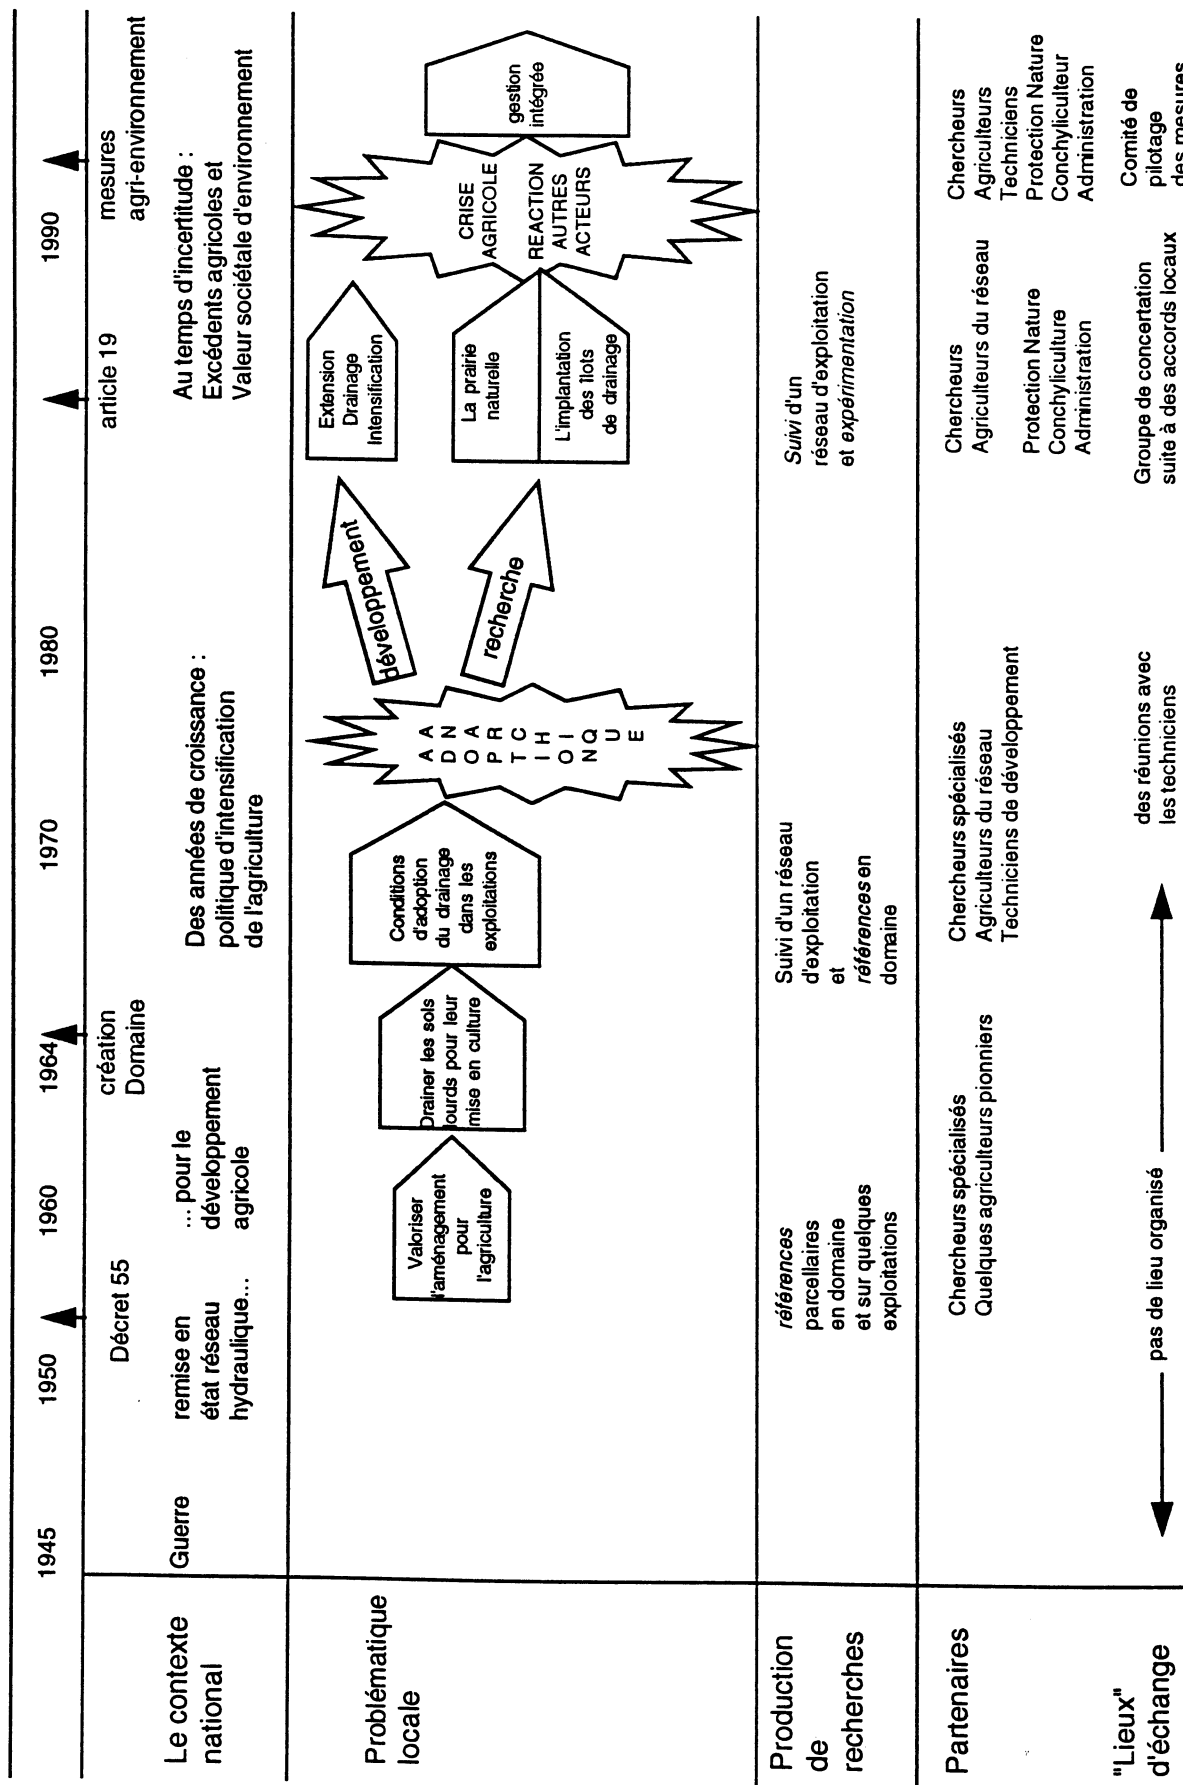 1945
1950
1960
1964
1970
1980
1990
Décret 55
création
Domaine
article 19
mesures
agri-environnement
Le contexte
national
Guerre
remise en
état réseau
hydraulique...
... pour le
développement
agricole
Des années de croissance :
politique d'intensification
de l'agriculture
Au temps d'incertitude :
Excédents agricoles et
Valeur sociétale d'environnement
Problématique
locale
Valoriser
l'aménagement
pour
l'agriculture
Drainer les sols
lourds pour leur
mise en culture
Conditions
d'adoption
du drainage
dans les
exploitations
A A
D N
O A
P R
T C
I H
O I
N Q
U
E
développement
recherche
Extension
Drainage
Intensification
La prairie
naturelle
L'implantation
des îlots
de drainage
CRISE
AGRICOLE
REACTION
AUTRES
ACTEURS
gestion
intégrée
Production
de
recherches
références
parcellaires
en domaine
et sur quelques
exploitations
Suivi d'un réseau
d'exploitation
et
références en
domaine
Suivi d'un
réseau d'exploitation
et expérimentation
Partenaires
Chercheurs spécialisés
Quelques agriculteurs pionniers
Chercheurs spécialisés
Agriculteurs du réseau
Techniciens de développement
Chercheurs
Agriculteurs du réseau
Protection Nature
Conchyliculture
Administration
Chercheurs
Agriculteurs
Techniciens
Protection Nature
Conchyliculteur
Administration
"Lieux"
d'échange
pas de lieu organisé
des réunions avec
les techniciens
Groupe de concertation
suite à des accords locaux
Comité de
pilotage
des mesures